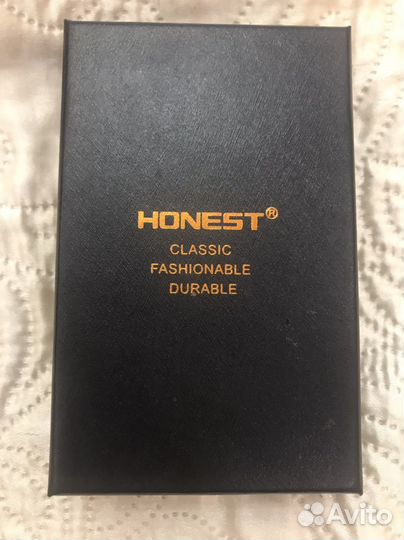 HONEST®
CLASSIC
FASHIONABLE
DURABLE
Avito